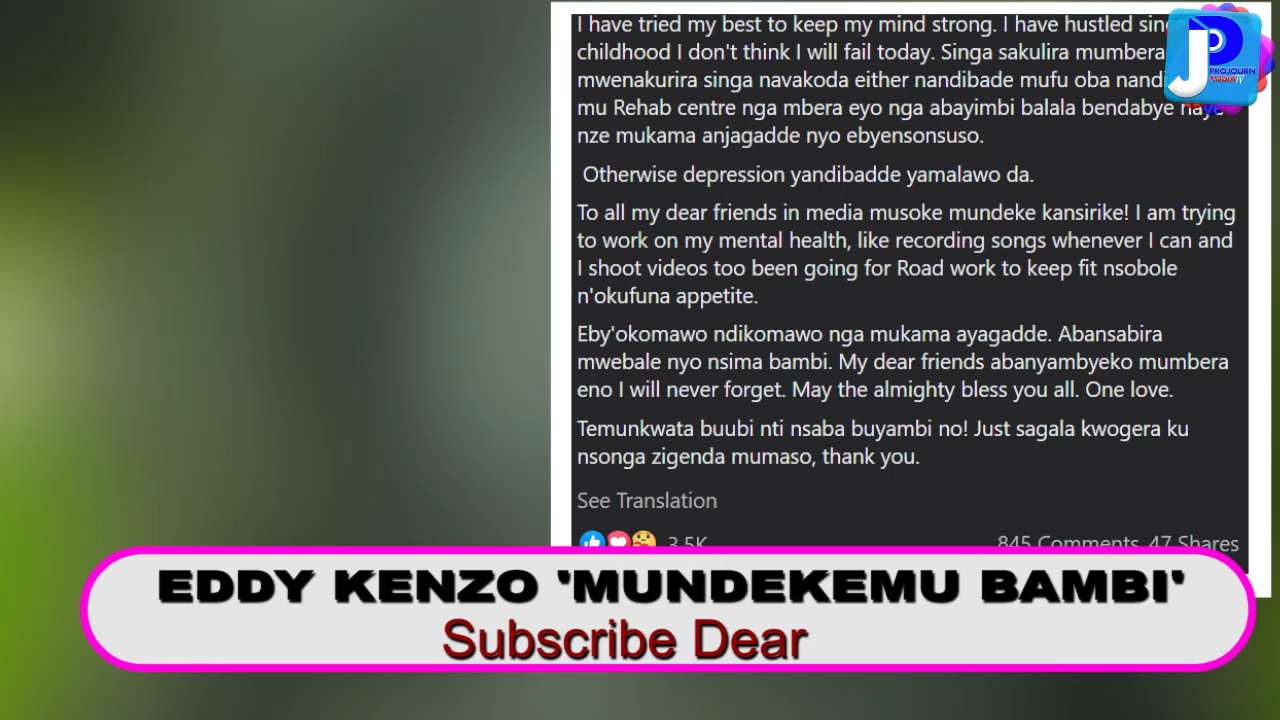 I have tried my best to keep my mind strong. I have hustled
childhood I don't think I will fail today. Singa sakulira mumbera
mwenakurira singa navakoda either nandibade mufu oba
mu Rehab centre nga mbera eyo nga abayimbi balala bendabye
nze mukama anjagadde nyo ebyensonsuso.
Otherwise depression yandibadde yamalawo da.
To all my dear friends in media musoke mundeke kansirike! I am trying
to work on my mental health, like recording songs whenever I can and
I shoot videos too been going for Road work to keep fit nsobole
n'okufuna appetite.
Eby'okomawo ndikomawo nga mukama ayagadde. Abansabira
mwebale nyo nsima bambi. My dear friends abanyambyeko mumbera
eno I will never forget. May the almighty bless you all. One love.
Temunkwata buubi nti nsaba buyambi no! Just sagala kwogera ku
nsonga zigenda mumaso, thank you.
See Translation
3.5K 845 Comments 47 Shares
JP
PROJOURN
MEDIA TV
EDDY KENZO 'MUNDEKEMU BAMBI'
Subscribe Dear